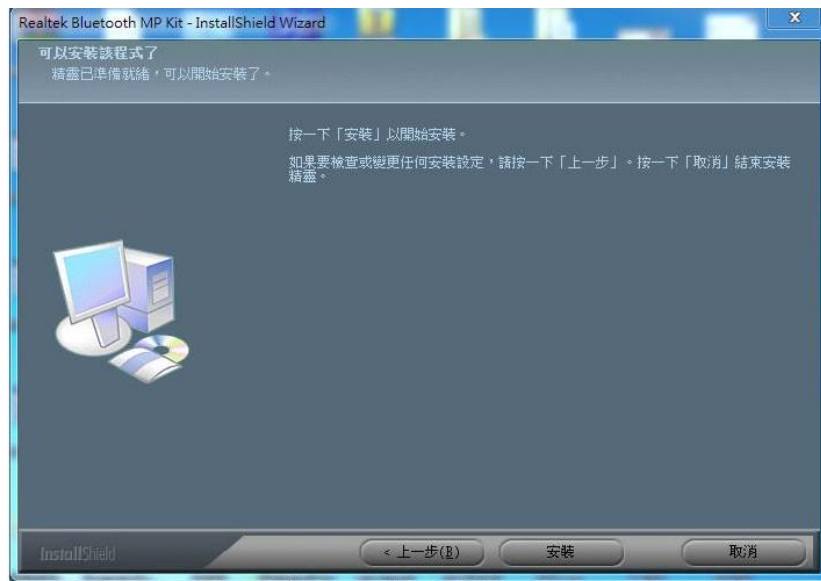 Realtek Bluetooth MP Kit - InstallShield Wizard
可以安裝該程式了
精靈已準備就緒，可以開始安裝了。
按一下「安裝」以開始安裝。
如果要檢查或變更任何安裝設定，請按一下「上一步」。按一下「取消」結束安裝
精靈。
InstallShield
< 上一步(B)
安裝
取消